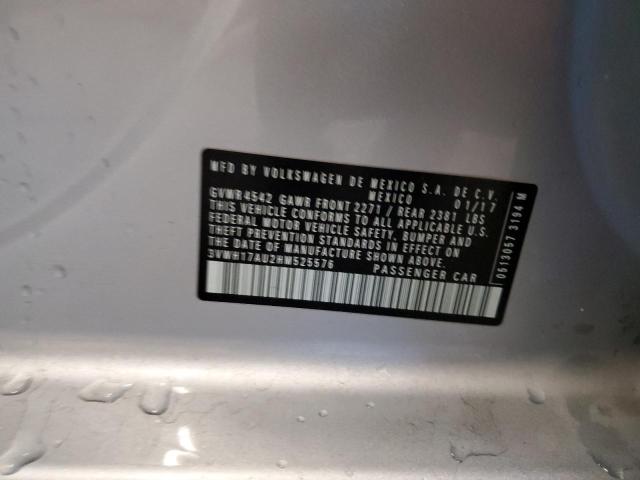 MFD BY VOLKSWAGEN DE MEXICO S.A. DE C.V.
MEXICO 01/17
GVWR 4542 GAWR FRONT 2271 / REAR 2381 LBS
THIS VEHICLE CONFORMS TO ALL APPLICABLE U.S.
FEDERAL MOTOR VEHICLE SAFETY, BUMPER AND
THEFT PREVENTION STANDARDS IN EFFECT ON
THE DATE OF MANUFACTURE SHOWN ABOVE.
3VWH17AU2HM525576 PASSENGER CAR
0513057 3194 M